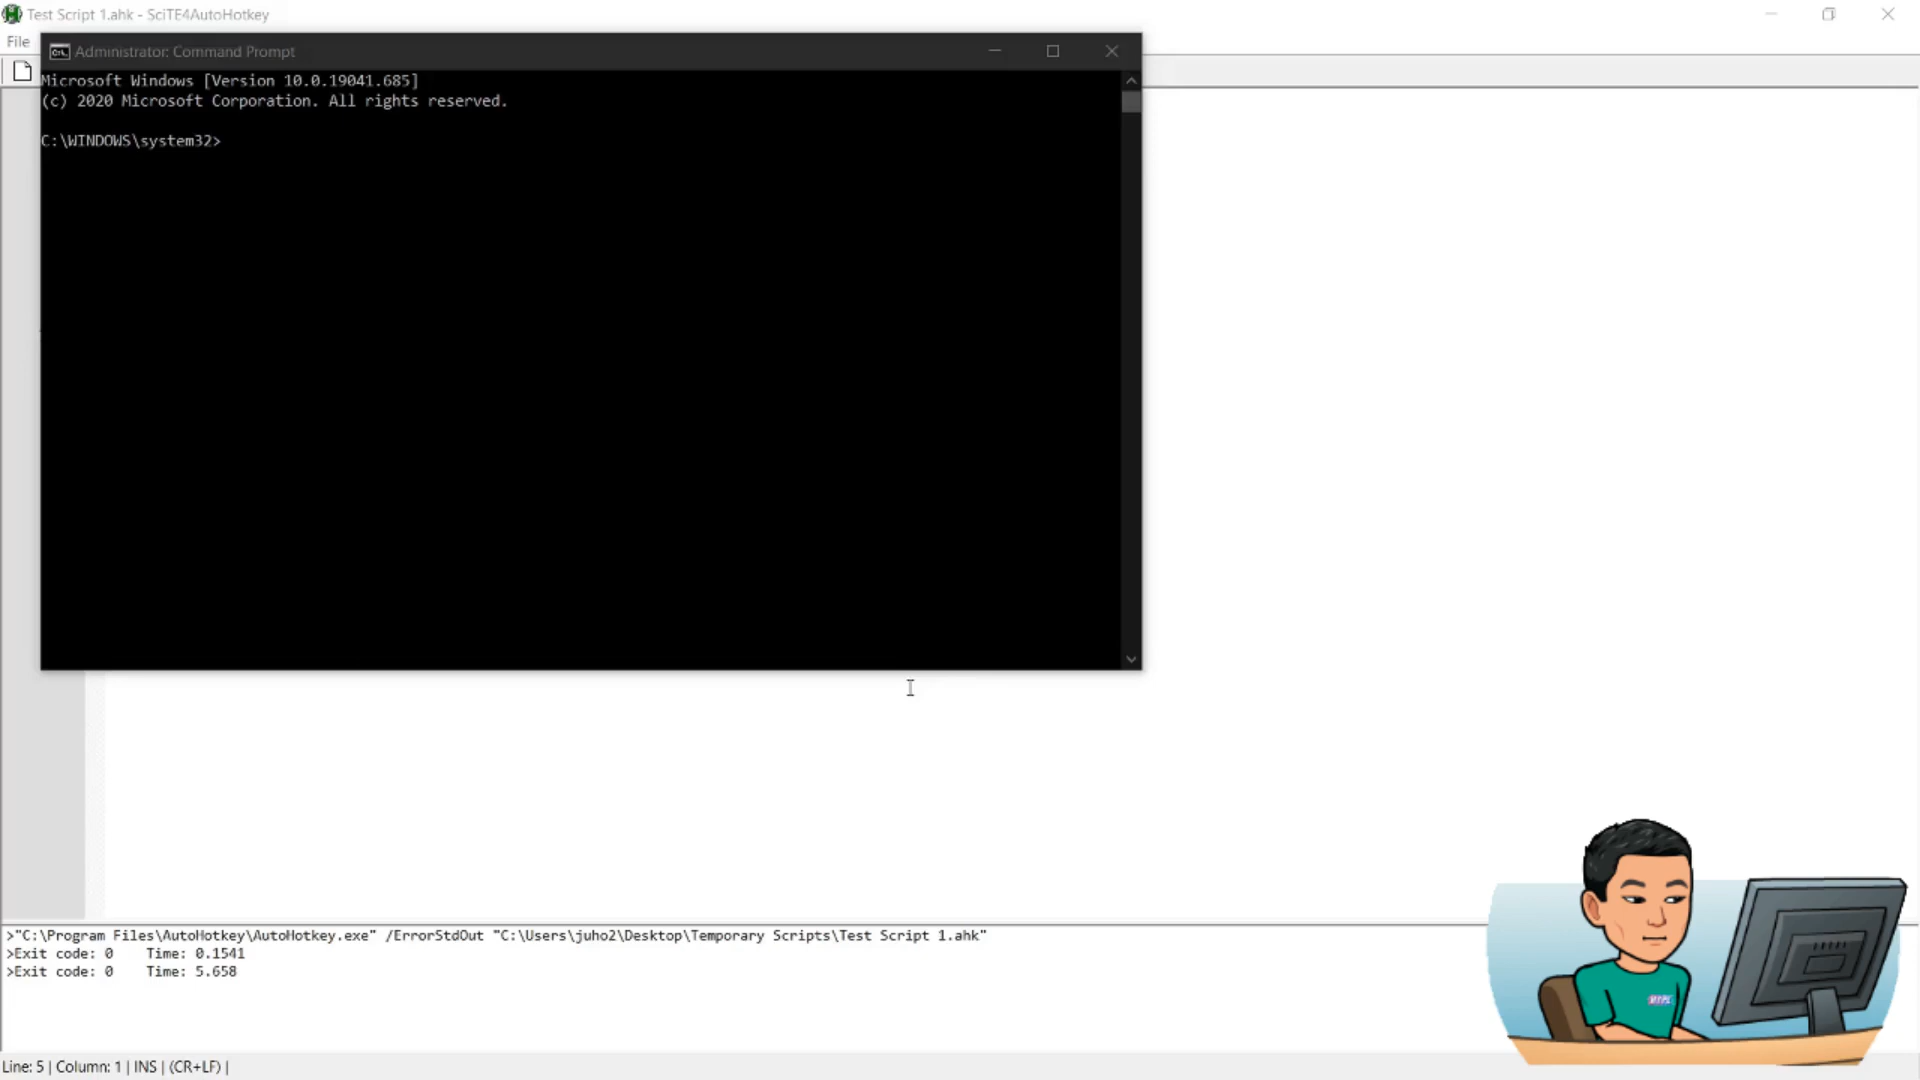 Test Script 1.ahk - SciTE4AutoHotkey
File
Administrator: Command Prompt
Microsoft Windows [Version 10.0.19041.685]
(c) 2020 Microsoft Corporation. All rights reserved.
C:\WINDOWS\system32>
>"C:\Program Files\AutoHotkey\AutoHotkey.exe" /ErrorStdOut "C:\Users\juho2\Desktop\Temporary Scripts\Test Script 1.ahk"
>Exit code: 0    Time: 0.1541
>Exit code: 0    Time: 5.658
Line: 5 | Column: 1 | INS | (CR+LF) |